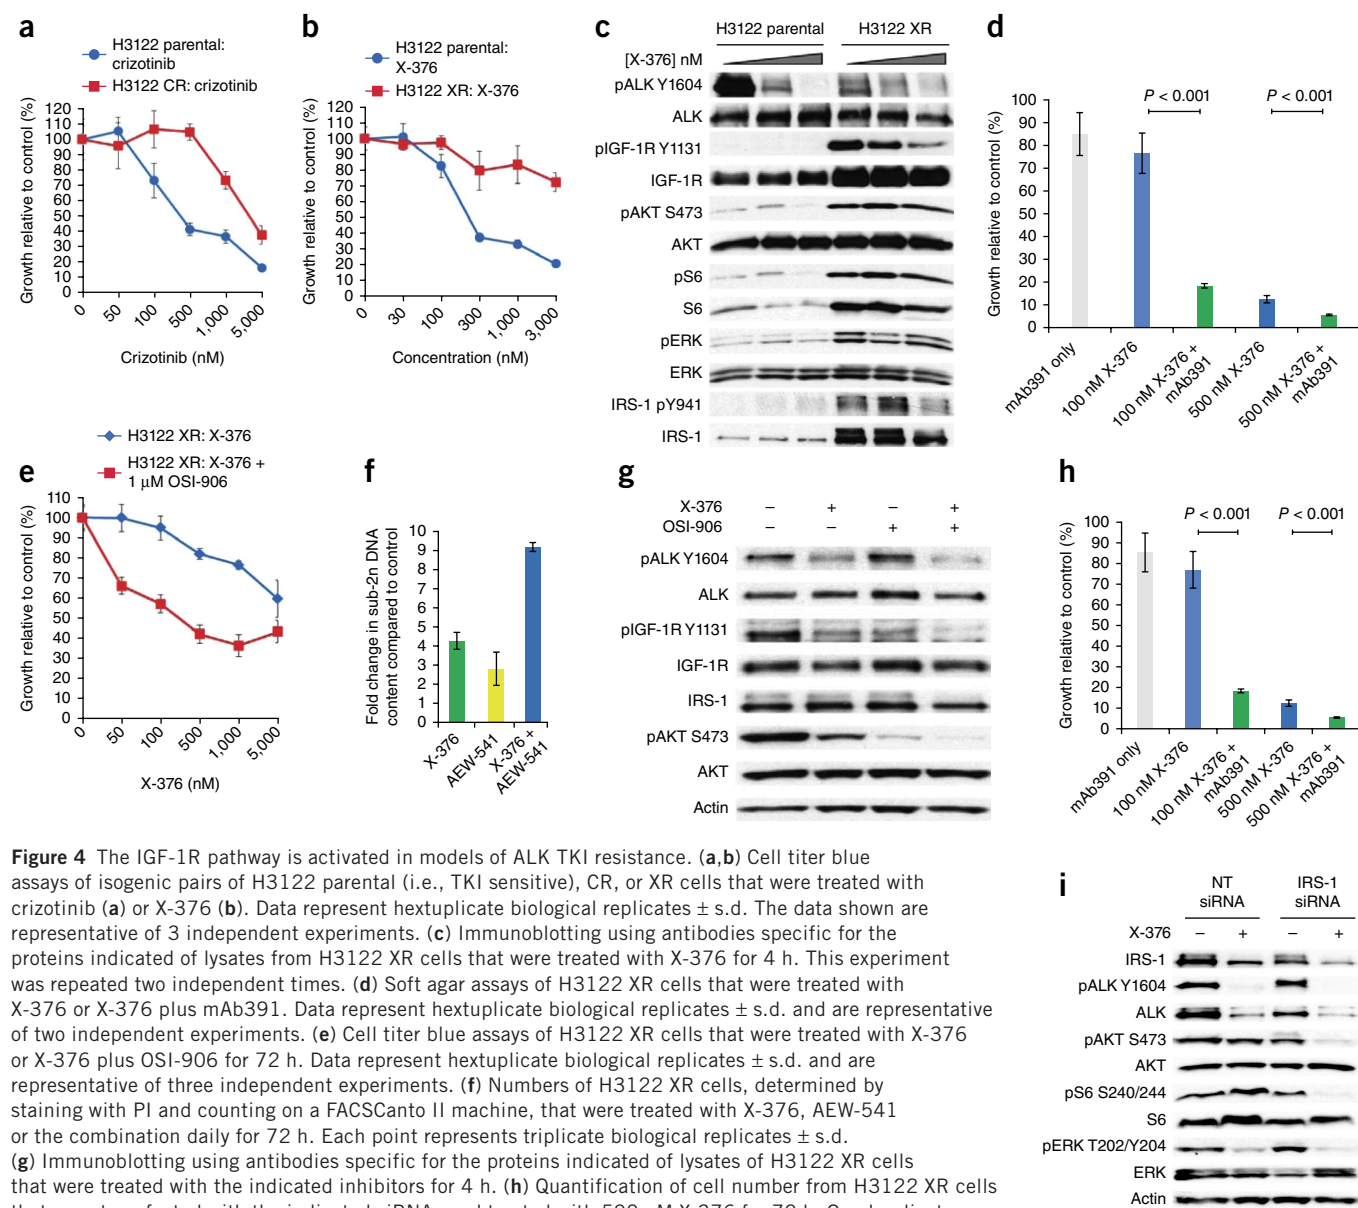 a
H3122 parental:
crizotinib
H3122 CR: crizotinib
Growth relative to control (%)
120
110
100
90
80
70
60
50
40
30
20
10
0
0
50
100
500
1,000
5,000
Crizotinib (nM)
b
H3122 parental:
X-376
H3122 XR: X-376
Growth relative to control (%)
120
110
100
90
80
70
60
50
40
30
20
10
0
0
30
100
300
1,000
3,000
Concentration (nM)
c
H3122 parental
H3122 XR
[X-376] nM
pALK Y1604
ALK
pIGF-1R Y1131
IGF-1R
pAKT S473
AKT
pS6
S6
pERK
ERK
IRS-1 pY941
IRS-1
d
P < 0.001
P < 0.001
Growth relative to control (%)
100
90
80
70
60
50
40
30
20
10
0
mAb391 only
100 nM X-376
100 nM X-376 +
mAb391
500 nM X-376
500 nM X-376 +
mAb391
e
H3122 XR: X-376
H3122 XR: X-376 +
1 μM OSI-906
Growth relative to control (%)
110
100
90
80
70
60
50
40
30
20
10
0
0
50
100
500
1,000
5,000
X-376 (nM)
f
Fold change in sub-2n DNA
content compared to control
10
9
8
7
6
5
4
3
2
1
0
X-376
AEW-541
X-376 +
AEW-541
g
X-376 – + – +
OSI-906 – – + +
pALK Y1604
ALK
pIGF-1R Y1131
IGF-1R
IRS-1
pAKT S473
AKT
Actin
h
P < 0.001
P < 0.001
Growth relative to control (%)
100
90
80
70
60
50
40
30
20
10
0
mAb391 only
100 nM X-376
100 nM X-376 +
mAb391
500 nM X-376
500 nM X-376 +
mAb391
Figure 4 The IGF-1R pathway is activated in models of ALK TKI resistance. (a,b) Cell titer blue
assays of isogenic pairs of H3122 parental (i.e., TKI sensitive), CR, or XR cells that were treated with
crizotinib (a) or X-376 (b). Data represent hextuplicate biological replicates ± s.d. The data shown are
representative of 3 independent experiments. (c) Immunoblotting using antibodies specific for the
proteins indicated of lysates from H3122 XR cells that were treated with X-376 for 4 h. This experiment
was repeated two independent times. (d) Soft agar assays of H3122 XR cells that were treated with
X-376 or X-376 plus mAb391. Data represent hextuplicate biological replicates ± s.d. and are representative
of two independent experiments. (e) Cell titer blue assays of H3122 XR cells that were treated with X-376
or X-376 plus OSI-906 for 72 h. Data represent hextuplicate biological replicates ± s.d. and are
representative of three independent experiments. (f) Numbers of H3122 XR cells, determined by
staining with PI and counting on a FACSCanto II machine, that were treated with X-376, AEW-541
or the combination daily for 72 h. Each point represents triplicate biological replicates ± s.d.
(g) Immunoblotting using antibodies specific for the proteins indicated of lysates of H3122 XR cells
that were treated with the indicated inhibitors for 4 h. (h) Quantification of cell number from H3122 XR cells
i
NT
siRNA
IRS-1
siRNA
X-376 – + – +
IRS-1
pALK Y1604
ALK
pAKT S473
AKT
pS6 S240/244
S6
pERK T202/Y204
ERK
Actin